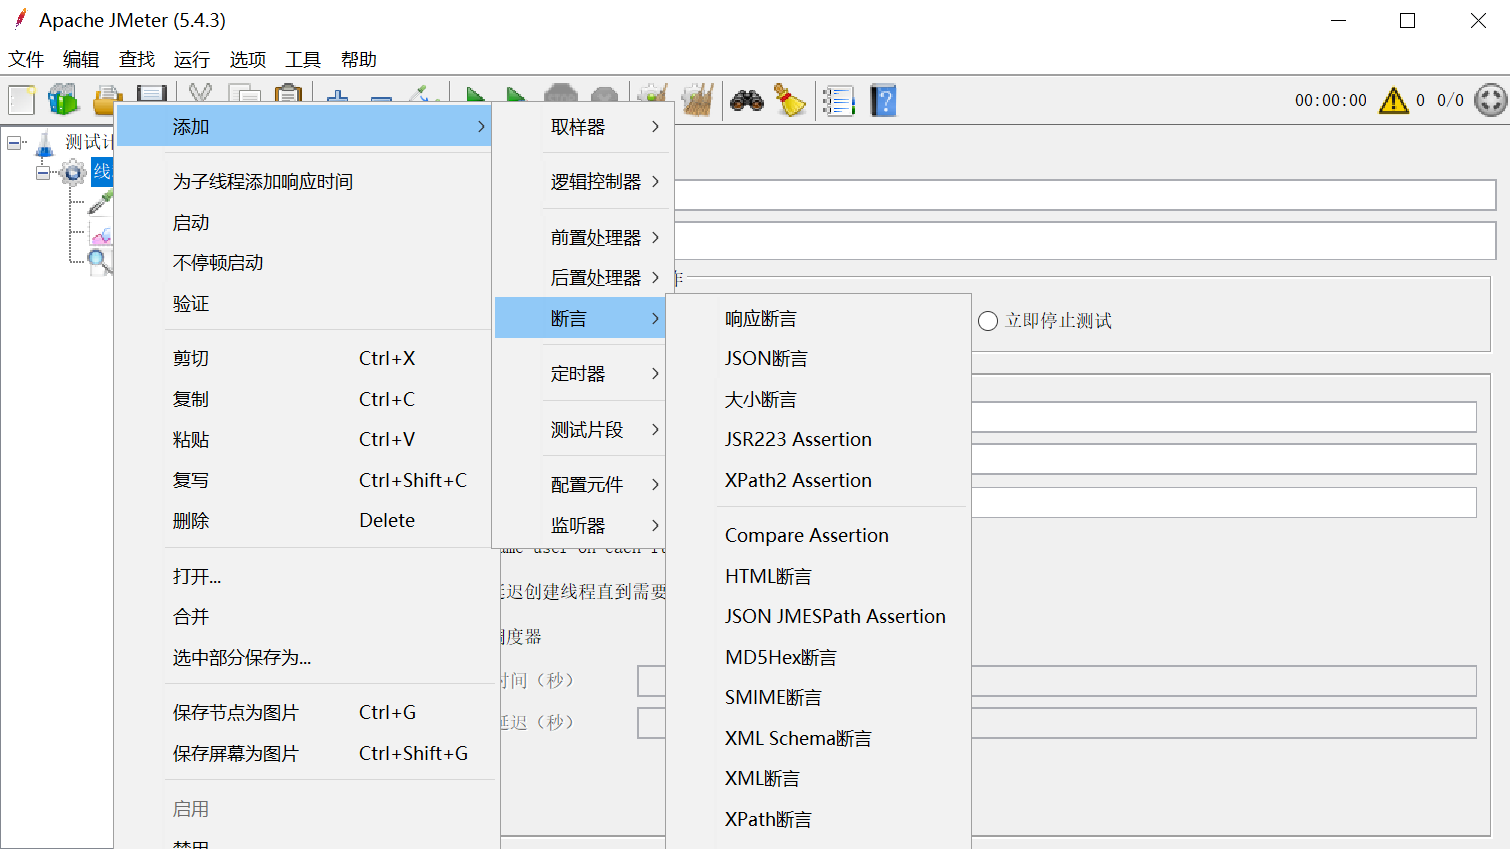 Apache JMeter (5.4.3)
文件 编辑 查找 运行 选项 工具 帮助
00:00:00 0 0/0
测试计
线
添加
为子线程添加响应时间
启动
不停顿启动
验证
剪切 Ctrl+X
复制 Ctrl+C
粘贴 Ctrl+V
复写 Ctrl+Shift+C
删除 Delete
打开...
合并
选中部分保存为...
保存节点为图片 Ctrl+G
保存屏幕为图片 Ctrl+Shift+G
启用
禁用
取样器
逻辑控制器
前置处理器
后置处理器
断言
定时器
测试片段
配置元件
监听器
响应断言
JSON断言
大小断言
JSR223 Assertion
XPath2 Assertion
Compare Assertion
HTML断言
JSON JMESPath Assertion
MD5Hex断言
SMIME断言
XML Schema断言
XML断言
XPath断言
作
立即停止测试
user on each
迟创建线程直到需要
度器
时间（秒）
延迟（秒）